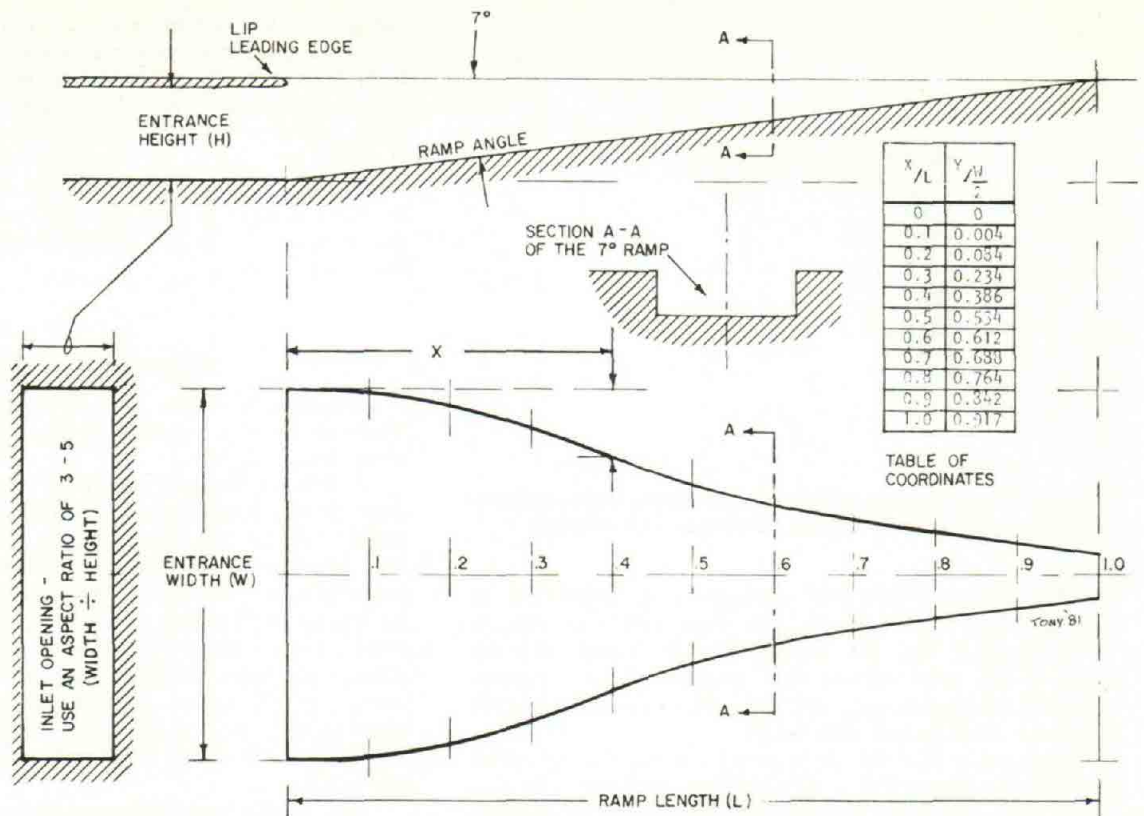 LIP
LEADING EDGE
7°
A
ENTRANCE
HEIGHT (H)
RAMP ANGLE
A
SECTION A-A
OF THE 7° RAMP
X/L Y/W/2
0 0
0.1 0.004
0.2 0.084
0.3 0.234
0.4 0.386
0.5 0.534
0.6 0.612
0.7 0.688
0.8 0.764
0.9 0.842
1.0 0.917
TABLE OF
COORDINATES
X
A
INLET OPENING -
USE AN ASPECT RATIO OF 3 - 5
(WIDTH ÷ HEIGHT)
ENTRANCE
WIDTH (W)
.1 .2 .3 .4 .5 .6 .7 .8 .9 1.0
TONY '81
A
RAMP LENGTH (L)